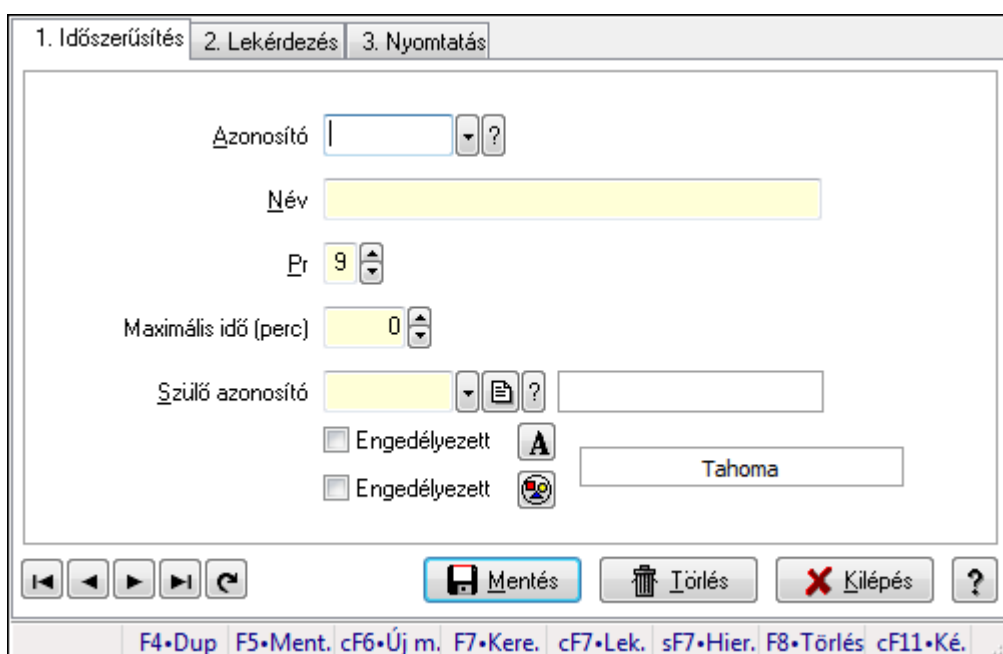 1. Időszerűsítés 2. Lekérdezés 3. Nyomtatás
Azonosító ?
Név
Pr 9
Maximális idő (perc) 0
Szülő azonosító ?
Engedélyezett A
Tahoma
Engedélyezett
Mentés Törlés Kilépés ?
F4•Dup F5•Ment. cF6•Új m. F7•Kere. cF7•Lek. sF7•Hier. F8•Törlés cF11•Ké.